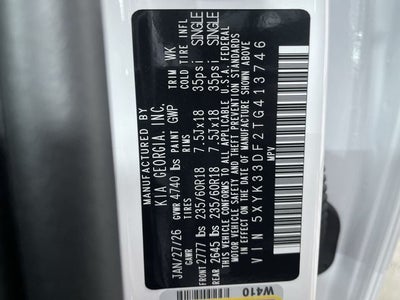 MANUFACTURED BY
KIA GEORGIA, INC.
JAN/27/26 GVWR 4740 lbs PAINT GWP TRIM WK
GAWR RIMS COLD TIRE INFL
FRONT 2777 lbs 235/60R18 7.5Jx18 35psi SINGLE
REAR 2645 lbs 235/60R18 7.5Jx18 35psi SINGLE
THIS VEHICLE CONFORMS TO ALL APPLICABLE U.S.A. FEDERAL
MOTOR VEHICLE SAFETY AND THEFT PREVENTION STANDARDS
IN EFFECT ON THE DATE OF MANUFACTURE SHOWN ABOVE.
VIN 5XYK33DF2TG413746
MPV
W410